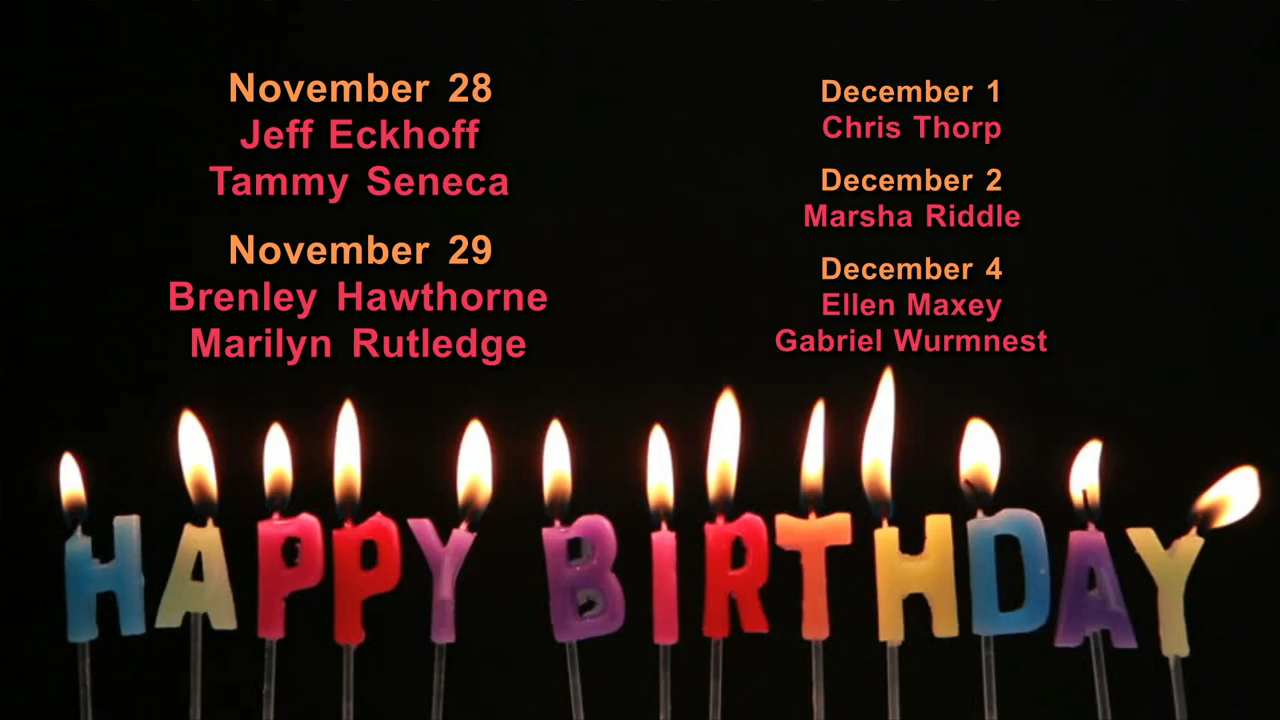 November 28
Jeff Eckhoff
Tammy Seneca
November 29
Brenley Hawthorne
Marilyn Rutledge
December 1
Chris Thorp
December 2
Marsha Riddle
December 4
Ellen Maxey
Gabriel Wurmnest
HAPPY BIRTHDAY